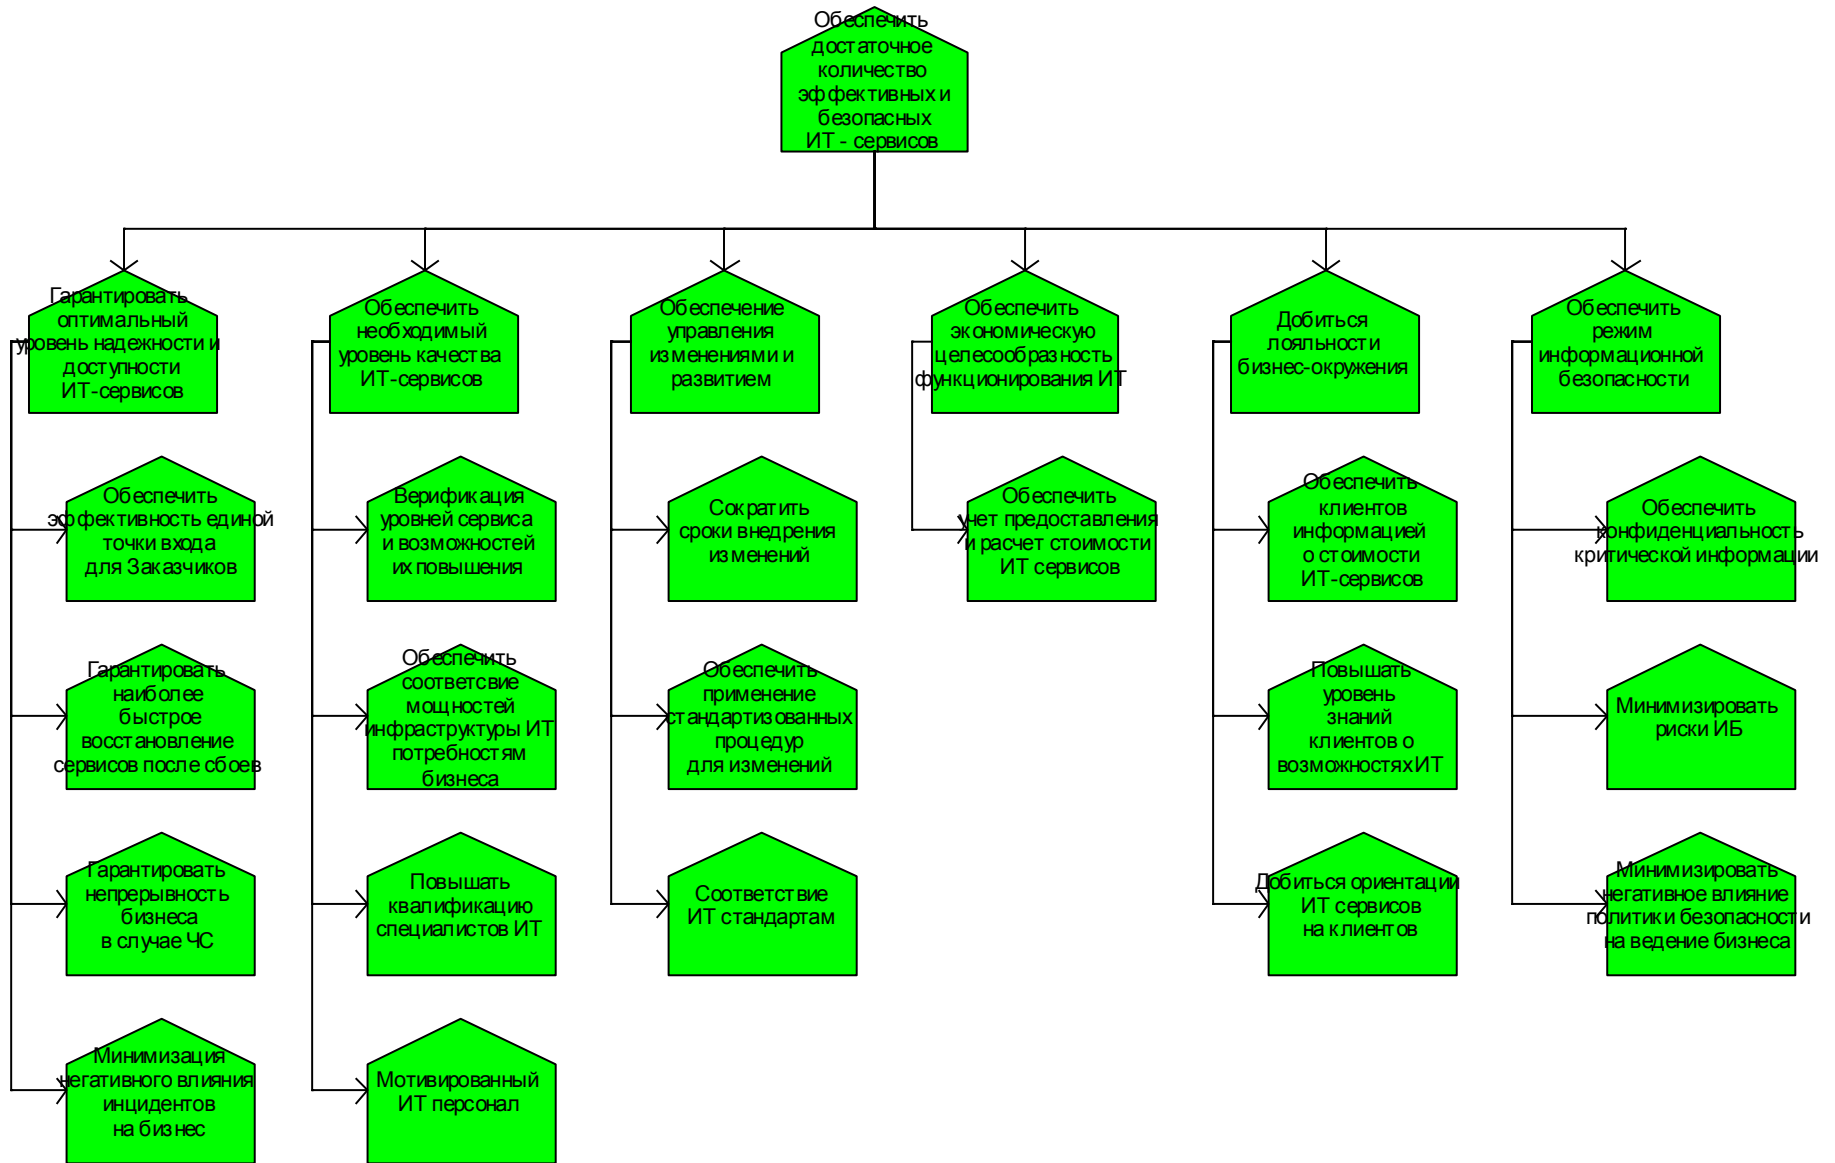 Обеспечить
достаточное
количество
эффективных и
безопасных
ИТ - сервисов
Гарантировать
оптимальный
уровень надежности и
доступности
ИТ-сервисов
Обеспечить
необходимый
уровень качества
ИТ-сервисов
Обеспечение
управления
изменениями и
развитием
Обеспечить
экономическую
целесообразность
функционирования ИТ
Добиться
лояльности
бизнес-окружения
Обеспечить
режим
информационной
безопасности
Обеспечить
эффективность единой
точки входа
для Заказчиков
Верификация
уровней сервиса
и возможностей
их повышения
Сократить
сроки внедрения
изменений
Обеспечить
учет предоставления
и расчет стоимости
ИТ сервисов
Обеспечить
клиентов
информацией
о стоимости
ИТ-сервисов
Обеспечить
конфиденциальность
критической информации
Гарантировать
наиболее
быстрое
восстановление
сервисов после сбоев
Обеспечить
соответсвие
мощностей
инфраструктуры ИТ
потребностям
бизнеса
Обеспечить
применение
стандартизованных
процедур
для изменений
Повышать
уровень
знаний
клиентов о
возможностях ИТ
Минимизировать
риски ИБ
Гарантировать
непрерывность
бизнеса
в случае ЧС
Повышать
квалификацию
специалистов ИТ
Соответствие
ИТ стандартам
Добиться ориентации
ИТ сервисов
на клиентов
Минимизировать
негативное влияние
политики безопасности
на ведение бизнеса
Минимизация
негативного влияния
инцидентов
на бизнес
Мотивированный
ИТ персонал